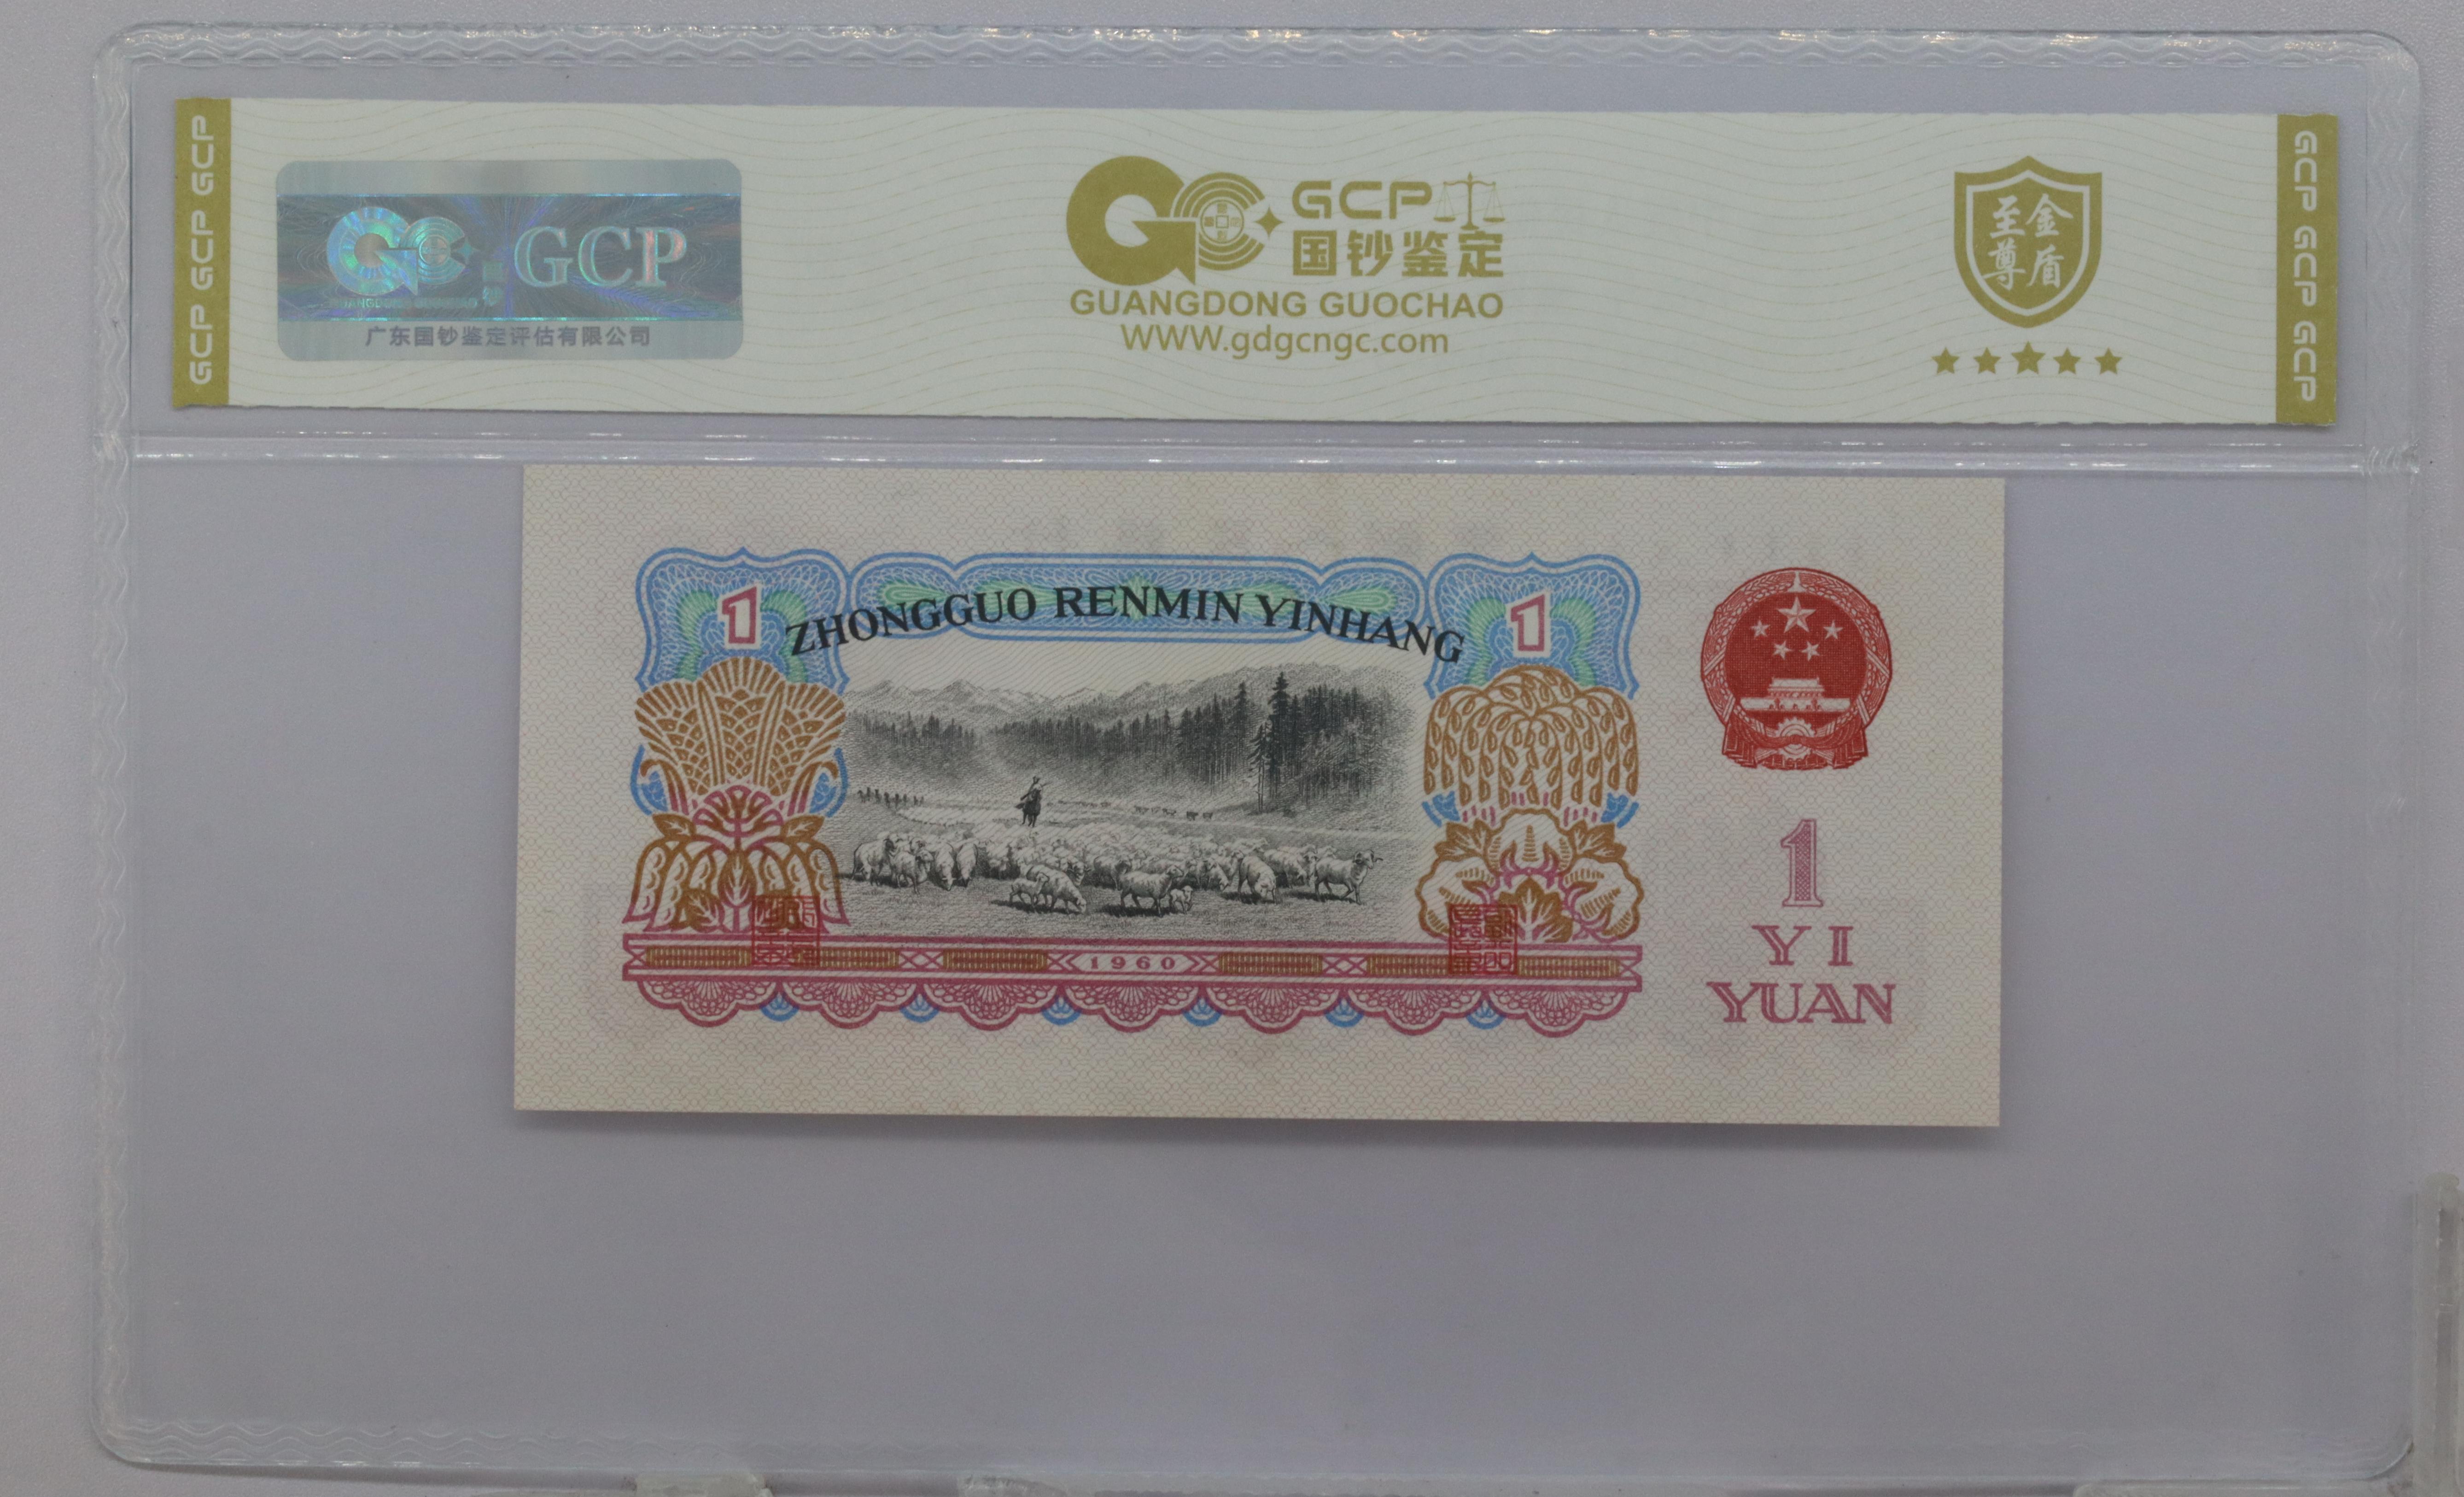 GCP GCP GCP
GCP
GUANGDONG GUOCHAO
广东国钞鉴定评估有限公司
GCP
国钞鉴定
GUANGDONG GUOCHAO
WWW.gdgcngc.com
至尊金盾
GCP GCP GCP
1
ZHONGGUO RENMIN YINHANG
1
1960
1
YI
YUAN